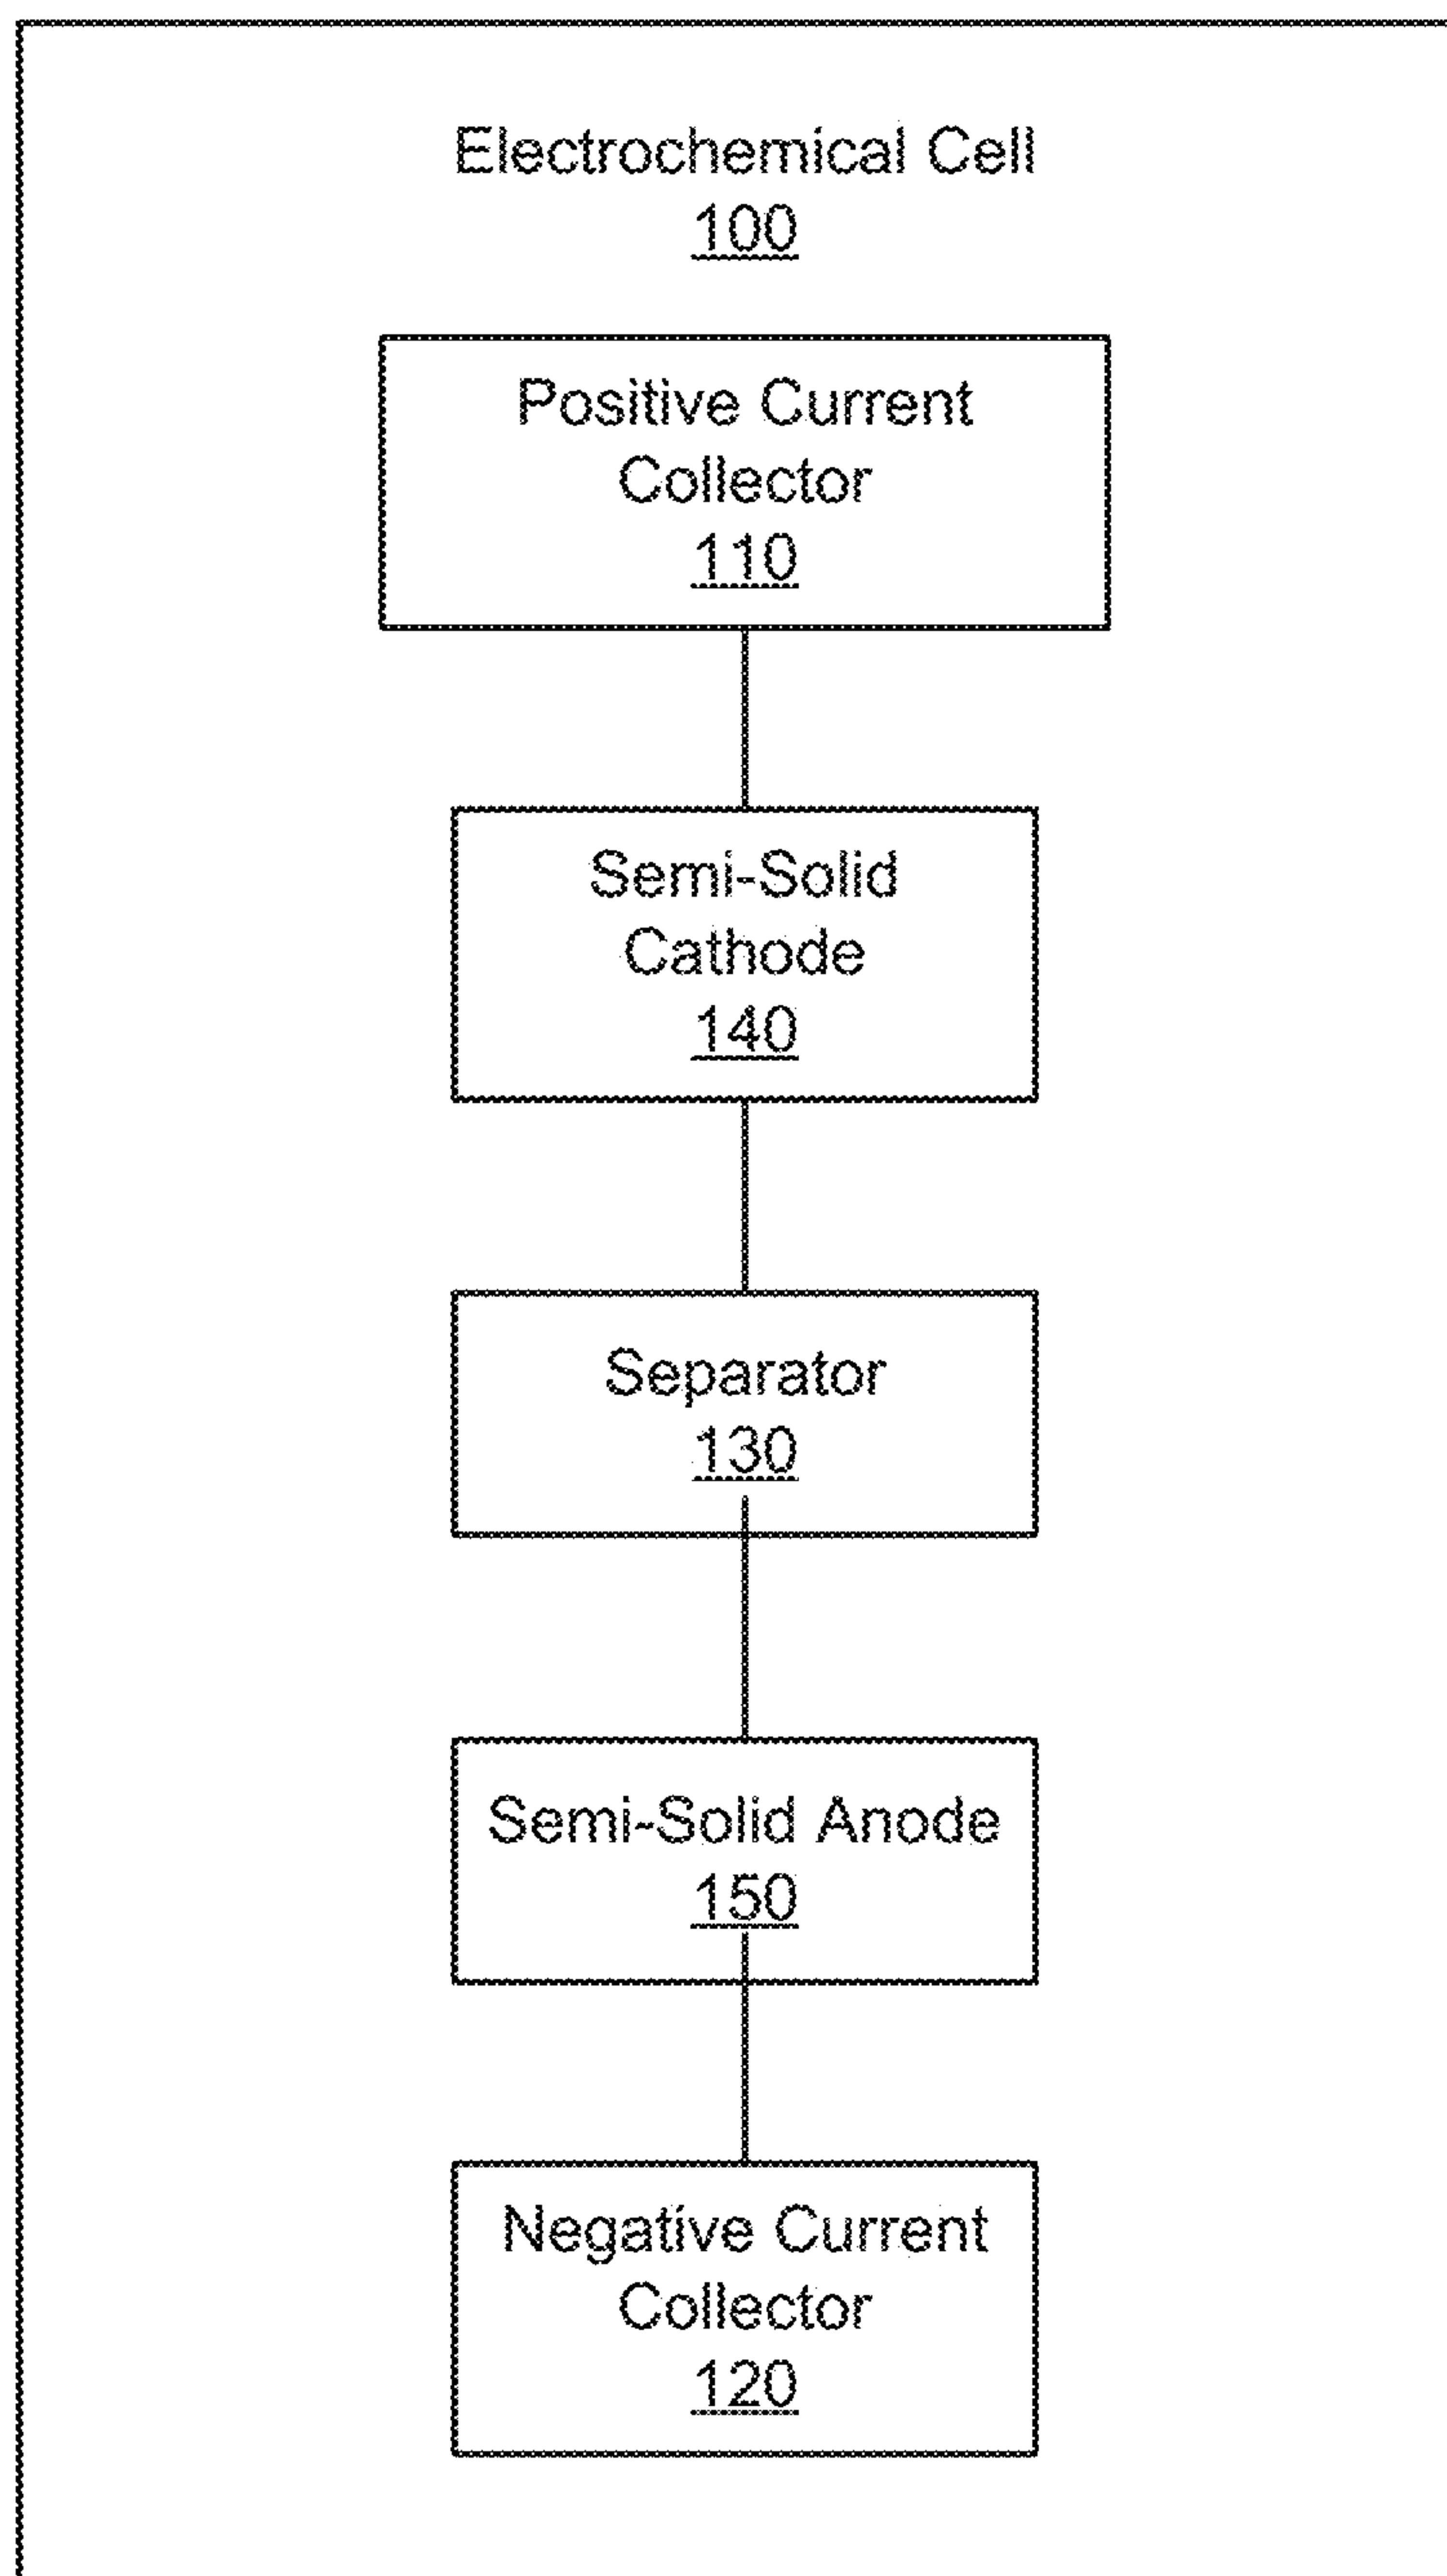 Electrochemical Cell
100
Positive Current
Collector
110
Semi-Solid
Cathode
140
Separator
130
Semi-Solid Anode
150
Negative Current
Collector
120